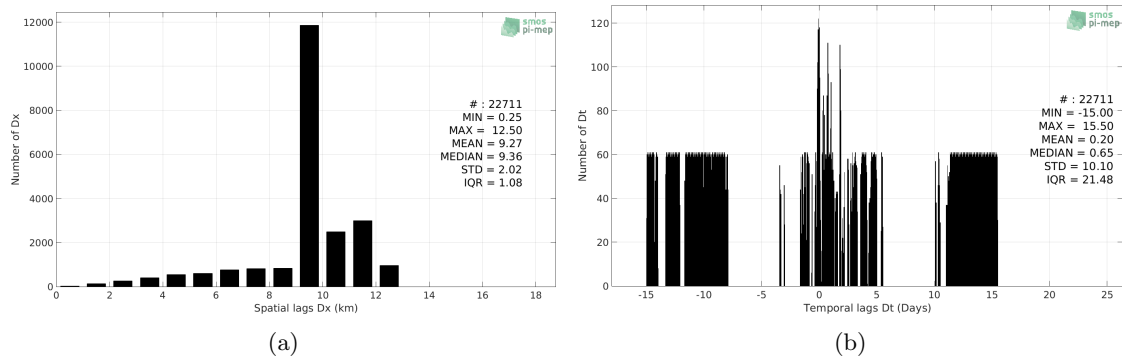 12000
10000
8000
6000
4000
2000
0
Number of Dx
smos
pi-mep
# : 22711
MIN = 0.25
MAX = 12.50
MEAN = 9.27
MEDIAN = 9.36
STD = 2.02
IQR = 1.08
0 2 4 6 8 10 12 14 16 18
Spatial lags Dx (km)
(a)
120
100
80
60
40
20
0
Number of Dt
smos
pi-mep
# : 22711
MIN = -15.00
MAX = 15.50
MEAN = 0.20
MEDIAN = 0.65
STD = 10.10
IQR = 21.48
-15 -10 -5 0 5 10 15 20 25
Temporal lags Dt (Days)
(b)